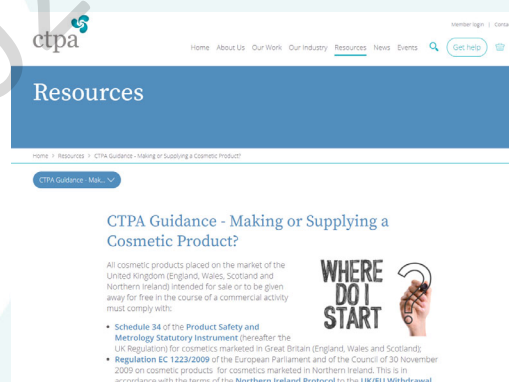 ctpa
Member login | Conta
Home About Us Our Work Our Industry Resources News Events Get help
Resources
Home > Resources > CTPA Guidance - Making or Supplying a Cosmetic Product?
CTPA Guidance - Mak...
CTPA Guidance - Making or Supplying a
Cosmetic Product?
All cosmetic products placed on the market of the
United Kingdom (England, Wales, Scotland and
Northern Ireland) intended for sale or to be given
away for free in the course of a commercial activity
must comply with:
WHERE
DO I
START ?
• Schedule 34 of the Product Safety and
Metrology Statutory Instrument (hereafter 'the
UK Regulation) for cosmetics marketed in Great Britain (England, Wales and Scotland);
• Regulation EC 1223/2009 of the European Parliament and of the Council of 30 November
2009 on cosmetic products for cosmetics marketed in Northern Ireland. This is in
accordance with the terms of the Northern Ireland Protocol to the UK/EU Withdrawal